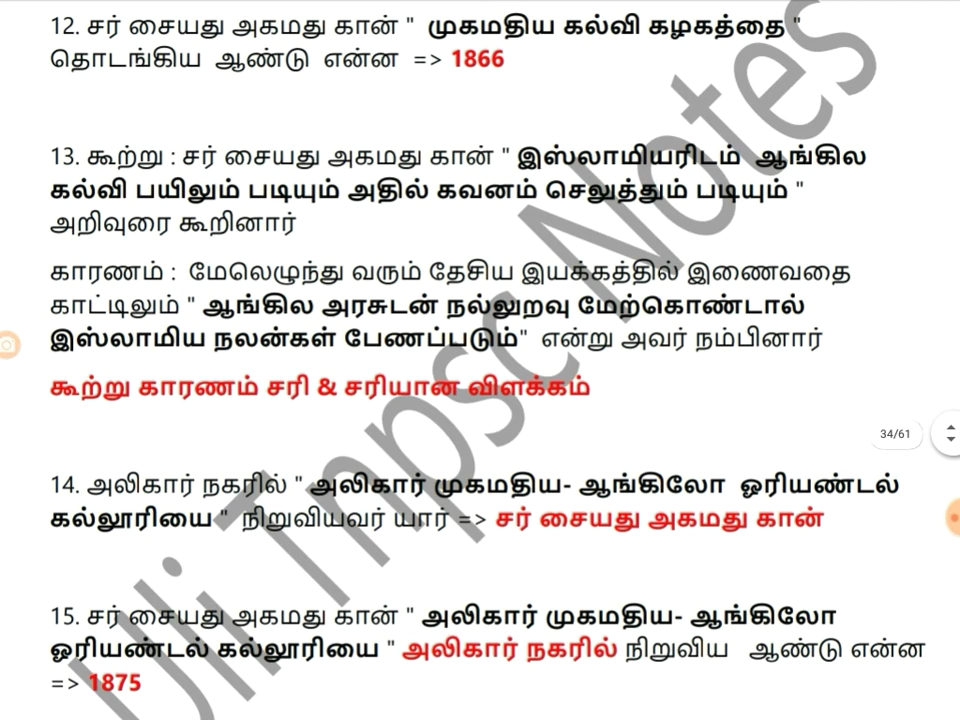 12. சர் சையது அகமது கான் " முகமதிய கல்வி கழகத்தை "
தொடங்கிய ஆண்டு என்ன => 1866
13. கூற்று : சர் சையது அகமது கான் " இஸ்லாமியரிடம் ஆங்கில
கல்வி பயிலும் படியும் அதில் கவனம் செலுத்தும் படியும் "
அறிவுரை கூறினார்
காரணம் : மேலெழுந்து வரும் தேசிய இயக்கத்தில் இணைவதை
காட்டிலும் " ஆங்கில அரசுடன் நல்லுறவு மேற்கொண்டால்
இஸ்லாமிய நலன்கள் பேணப்படும்" என்று அவர் நம்பினார்
கூற்று காரணம் சரி & சரியான விளக்கம்
34/61
14. அலிகார் நகரில் " அலிகார் முகமதிய- ஆங்கிலோ ஓரியண்டல்
கல்லூரியை " நிறுவியவர் யார் => சர் சையது அகமது கான்
15. சர் சையது அகமது கான் " அலிகார் முகமதிய- ஆங்கிலோ
ஓரியண்டல் கல்லூரியை " அலிகார் நகரில் நிறுவிய ஆண்டு என்ன
=> 1875
Tnpsc Notes